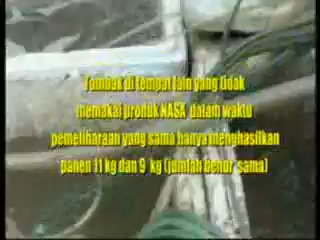 Tambak di tempat lain yang tidak
memakai produk NASA dalam waktu
pemeliharaan yang sama hanya menghasilkan
panen 11 kg dan 9 kg (jumlah benur sama)